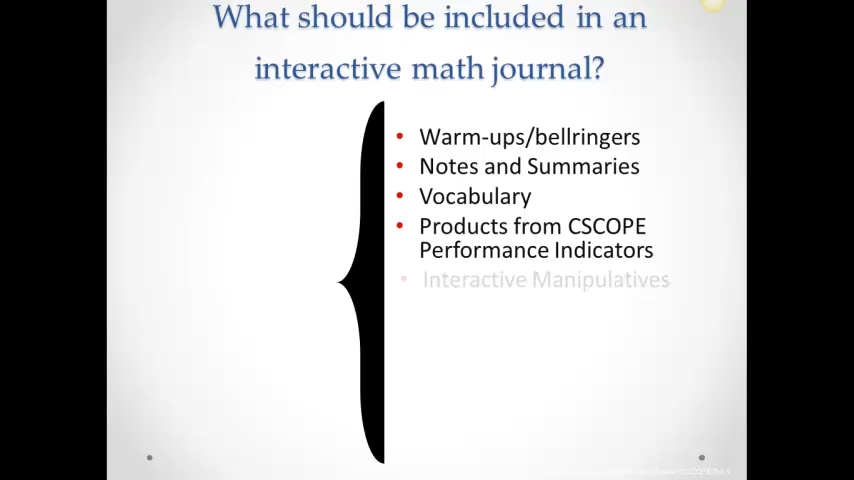 What should be included in an
interactive math journal?
• Warm-ups/bellringers
• Notes and Summaries
• Vocabulary
• Products from CSCOPE
Performance Indicators
• Interactive Manipulatives